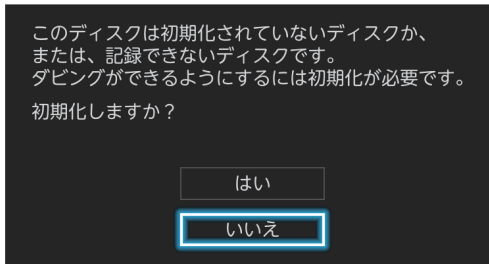 このディスクは初期化されていないディスクか、
または、記録できないディスクです。
ダビングができるようにするには初期化が必要です。
初期化しますか？
はい
いいえ